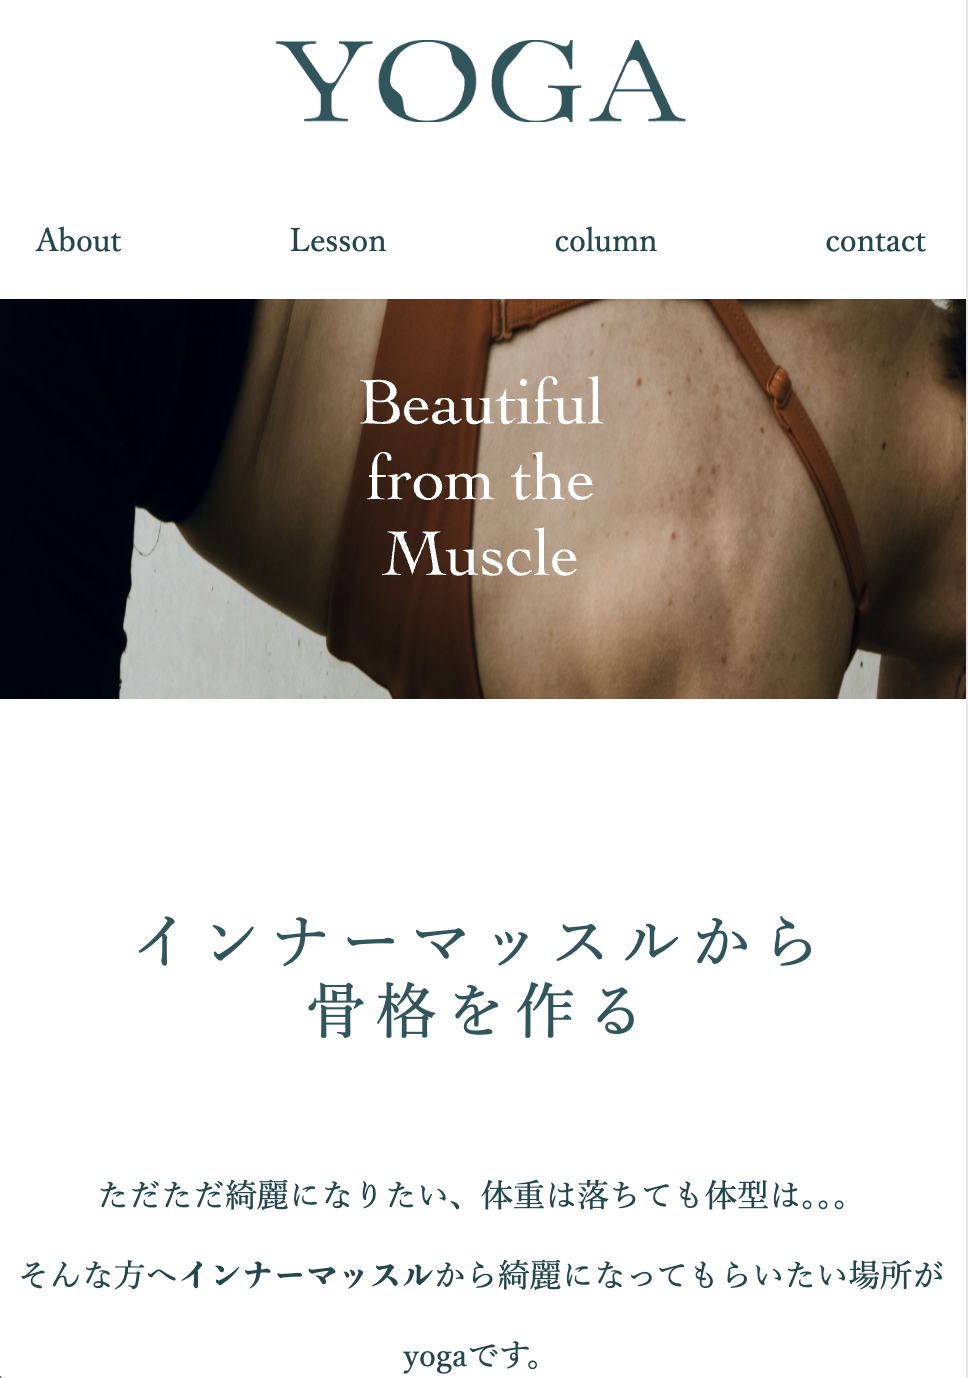 YOGA
About Lesson column contact
Beautiful
from the
Muscle
インナーマッスルから
骨格を作る
ただただ綺麗になりたい、体重は落ちても体型は。。。
そんな方へインナーマッスルから綺麗になってもらいたい場所が
yogaです。